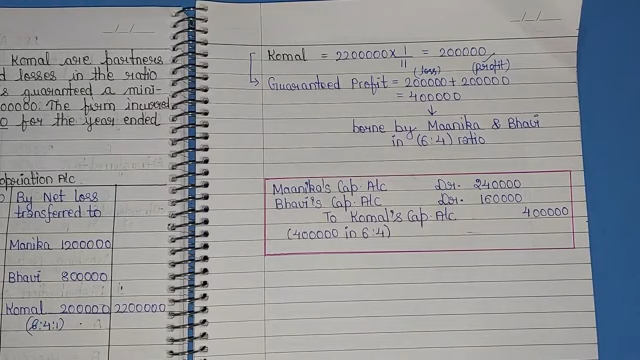 Komal are partners
d losses in the ratio
s guaranteed a mini-
00000. The firm incurred
0 for the year ended
opriation A/c
By Net loss
transferred to
Manika 1200000
Bhavi 800000
Komal 200000 2200000
(6:4:1)
Komal = 2200000 x 1/11 = 200000
(loss) (profit)
Guaranteed Profit = 200000 + 200000
= 400000
borne by Maanika & Bhavi
in (6:4) ratio
Maanika's Cap. A/c Dr. 240000
Bhavi's Cap. A/c Dr. 160000
To Komal's Cap A/c 400000
(400000 in 6:4)